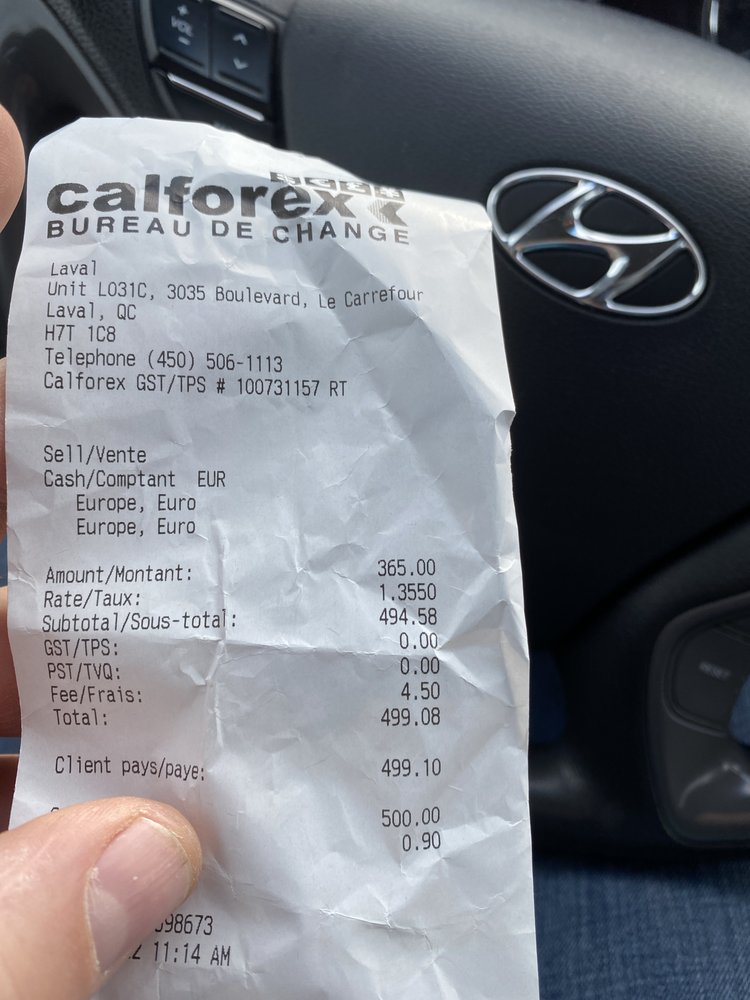 +
VOL
-
calforex
BUREAU DE CHANGE
Laval
Unit L031C, 3035 Boulevard, Le Carrefour
Laval, QC
H7T 1C8
Telephone (450) 506-1113
Calforex GST/TPS # 100731157 RT
Sell/Vente
Cash/Comptant EUR
Europe, Euro
Europe, Euro
Amount/Montant: 365.00
Rate/Taux: 1.3550
Subtotal/Sous-total: 494.58
GST/TPS: 0.00
PST/TVQ: 0.00
Fee/Frais: 4.50
Total: 499.08
Client pays/paye: 499.10
500.00
0.90
98673
11:14 AM
RESET